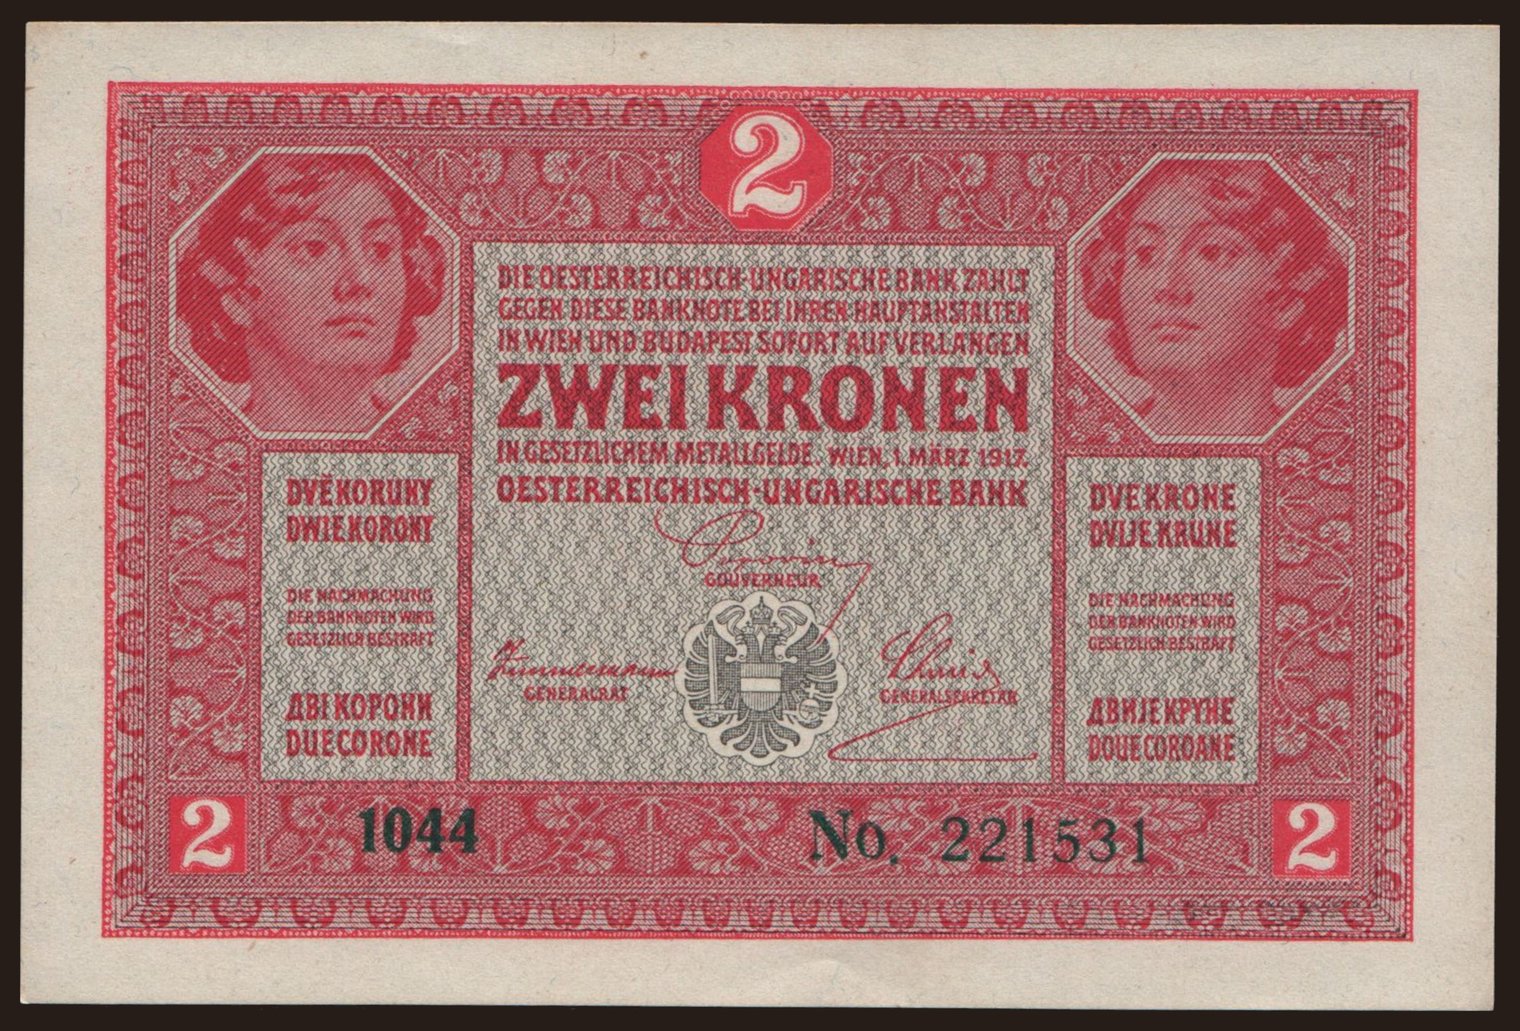 2
DIE OESTERREICHISCH-UNGARISCHE BANK ZAHLT
GEGEN DIESE BANKNOTE BEI IHREN HAUPTANSTALTEN
IN WIEN UND BUDAPEST SOFORT AUF VERLANGEN
ZWEI KRONEN
IN GESETZLICHEM METALLGELDE. WIEN, 1. MÄRZ 1917.
OESTERREICHISCH-UNGARISCHE BANK
GOUVERNEUR
GENERALRAT
GENERALSEKRETÄR
DVĚ KORUNY
DWIE KORONY
DIE NACHMACHUNG
DER BANKNOTEN WIRD
GESETZLICH BESTRAFT
ДВІ КОРОНИ
DUE CORONE
DVE KRONE
DVIJE KRUNE
DIE NACHMACHUNG
DER BANKNOTEN WIRD
GESETZLICH BESTRAFT
ДВИЈЕ КРУНЕ
DOUE COROANE
2
1044
No. 221531
2